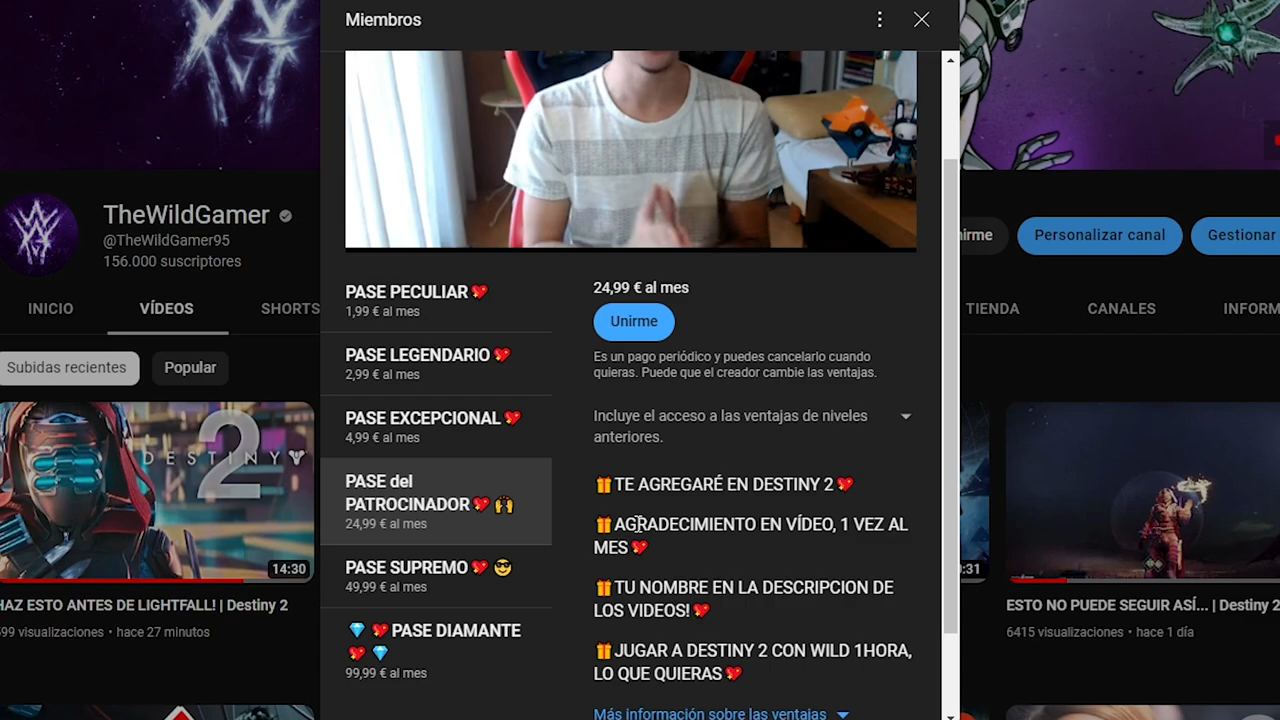 Miembros
TheWildGamer
@TheWildGamer95
156.000 suscriptores
Personalizar canal
Gestionar
INICIO
VÍDEOS
SHORTS
TIENDA
CANALES
INFORM
Subidas recientes
Popular
PASE PECULIAR💖
1,99 € al mes
PASE LEGENDARIO💖
2,99 € al mes
PASE EXCEPCIONAL💖
4,99 € al mes
PASE del
PATROCINADOR💖🙌
24,99 € al mes
PASE SUPREMO💖😎
49,99 € al mes
💎💖PASE DIAMANTE
💖💎
99,99 € al mes
24,99 € al mes
Unirme
Es un pago periódico y puedes cancelarlo cuando
quieras. Puede que el creador cambie las ventajas.
Incluye el acceso a las ventajas de niveles
anteriores.
🎁TE AGREGARÉ EN DESTINY 2💖
🎁AGRADECIMIENTO EN VÍDEO, 1 VEZ AL
MES💖
🎁TU NOMBRE EN LA DESCRIPCION DE
LOS VIDEOS!💖
🎁JUGAR A DESTINY 2 CON WILD 1HORA,
LO QUE QUIERAS💖
Más información sobre las ventajas
DESTINY 2
14:30
HAZ ESTO ANTES DE LIGHTFALL! | Destiny 2
599 visualizaciones • hace 27 minutos
:31
ESTO NO PUEDE SEGUIR ASÍ... | Destiny 2
6415 visualizaciones • hace 1 día